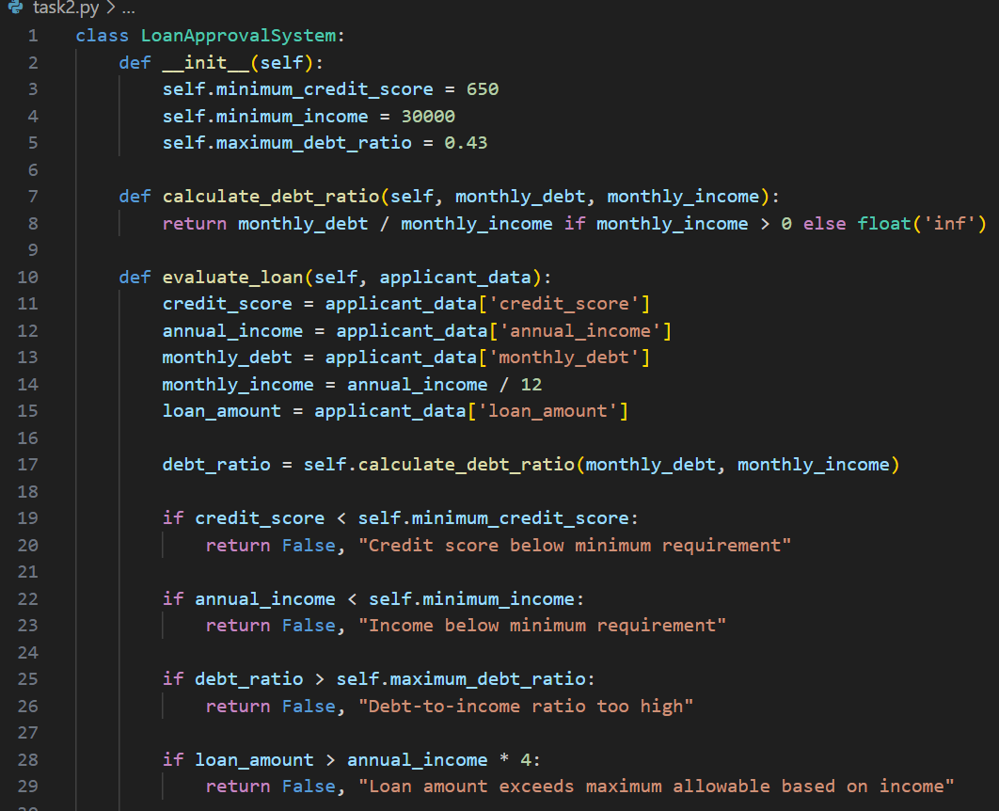 task2.py > ...
1 class LoanApprovalSystem:
2     def __init__(self):
3         self.minimum_credit_score = 650
4         self.minimum_income = 30000
5         self.maximum_debt_ratio = 0.43
6
7     def calculate_debt_ratio(self, monthly_debt, monthly_income):
8         return monthly_debt / monthly_income if monthly_income > 0 else float('inf')
9
10     def evaluate_loan(self, applicant_data):
11         credit_score = applicant_data['credit_score']
12         annual_income = applicant_data['annual_income']
13         monthly_debt = applicant_data['monthly_debt']
14         monthly_income = annual_income / 12
15         loan_amount = applicant_data['loan_amount']
16
17         debt_ratio = self.calculate_debt_ratio(monthly_debt, monthly_income)
18
19         if credit_score < self.minimum_credit_score:
20             return False, "Credit score below minimum requirement"
21
22         if annual_income < self.minimum_income:
23             return False, "Income below minimum requirement"
24
25         if debt_ratio > self.maximum_debt_ratio:
26             return False, "Debt-to-income ratio too high"
27
28         if loan_amount > annual_income * 4:
29             return False, "Loan amount exceeds maximum allowable based on income"